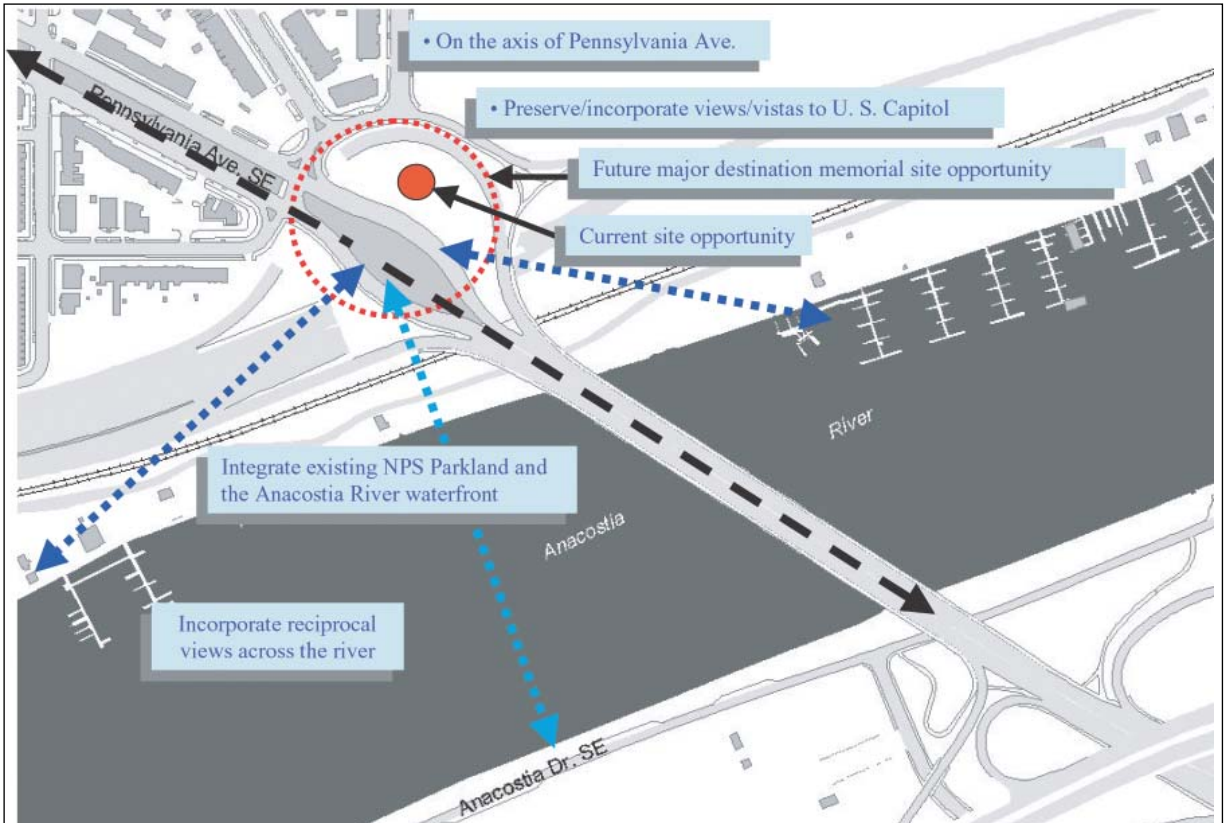 • On the axis of Pennsylvania Ave.
• Preserve/incorporate views/vistas to U. S. Capitol
Pennsylvania Ave. SE
Future major destination memorial site opportunity
Current site opportunity
River
Integrate existing NPS Parkland and
the Anacostia River waterfront
Anacostia
Incorporate reciprocal
views across the river
Anacostia Dr. SE